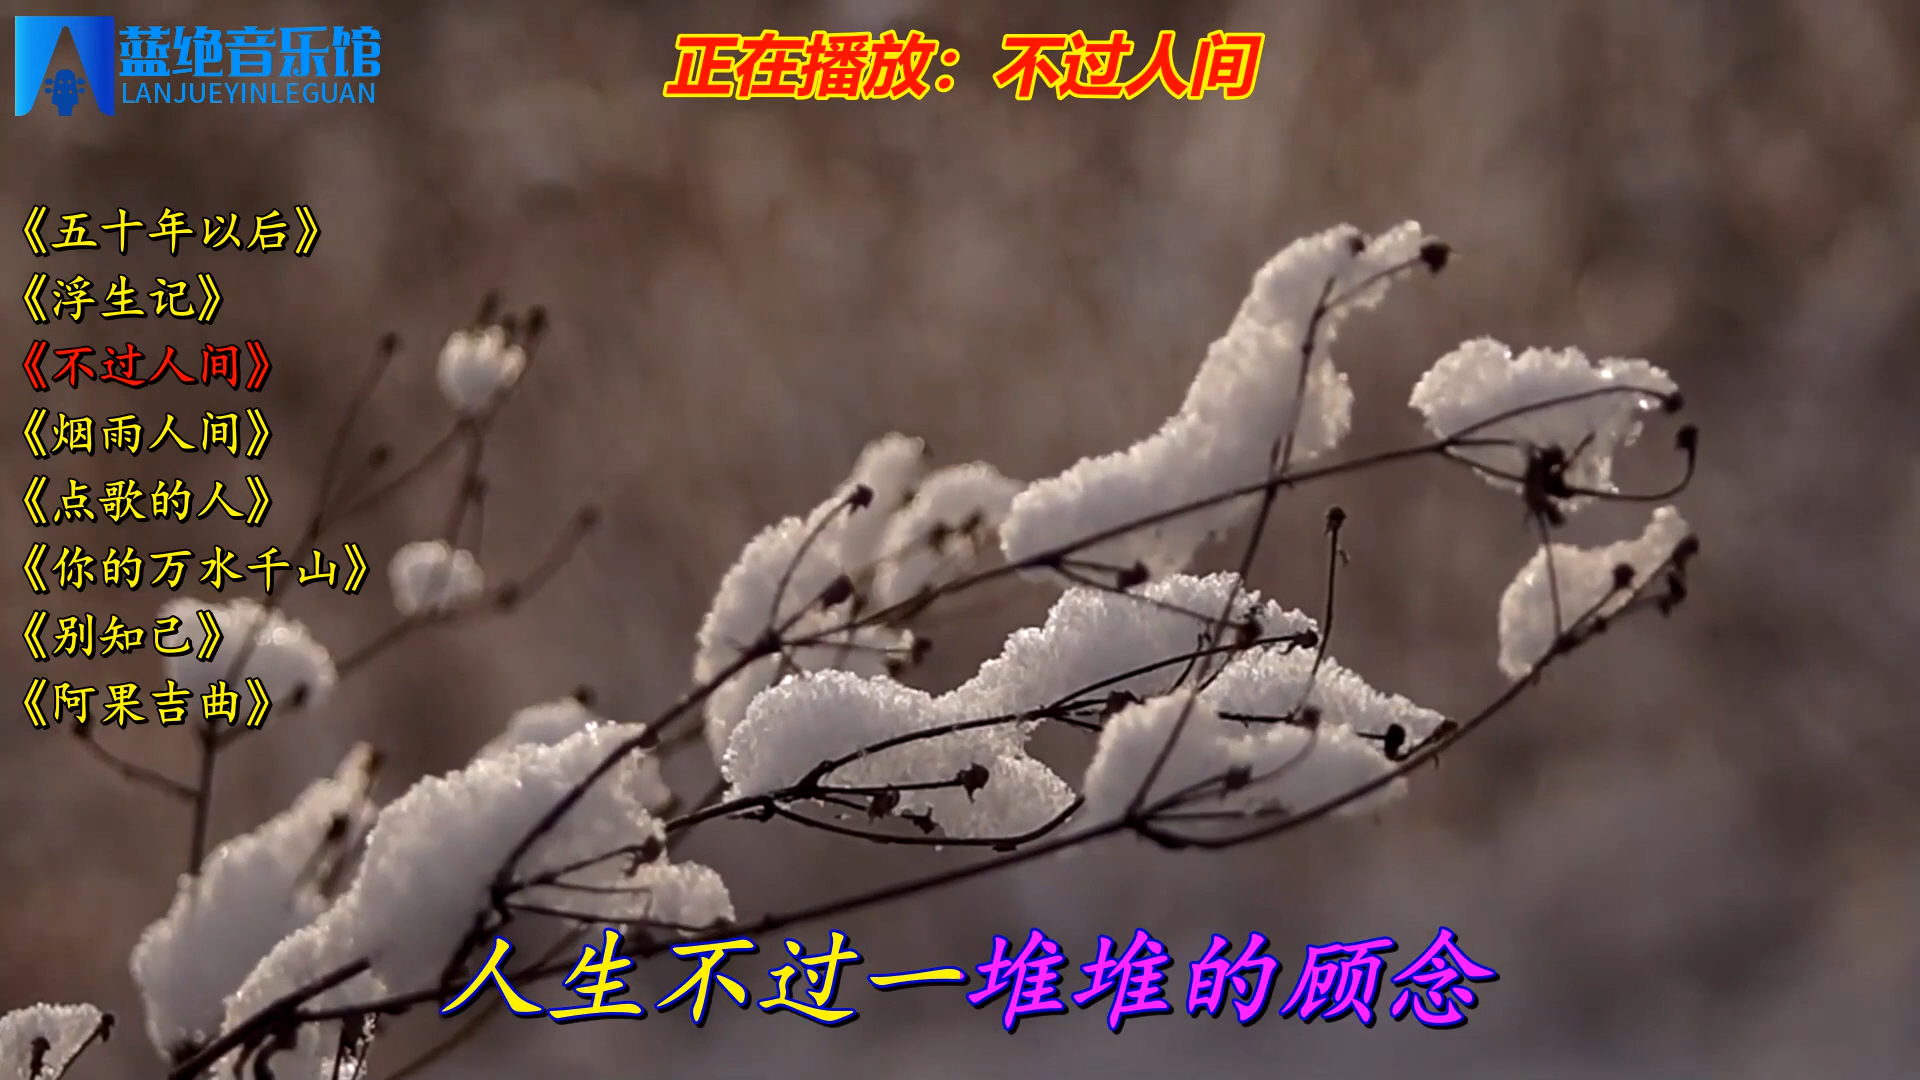 蓝绝音乐馆
LANJUEYINLEGUAN
正在播放：不过人间
《五十年以后》
《浮生记》
《不过人间》
《烟雨人间》
《点歌的人》
《你的万水千山》
《别知己》
《阿果吉曲》
人生不过一堆堆的顾念